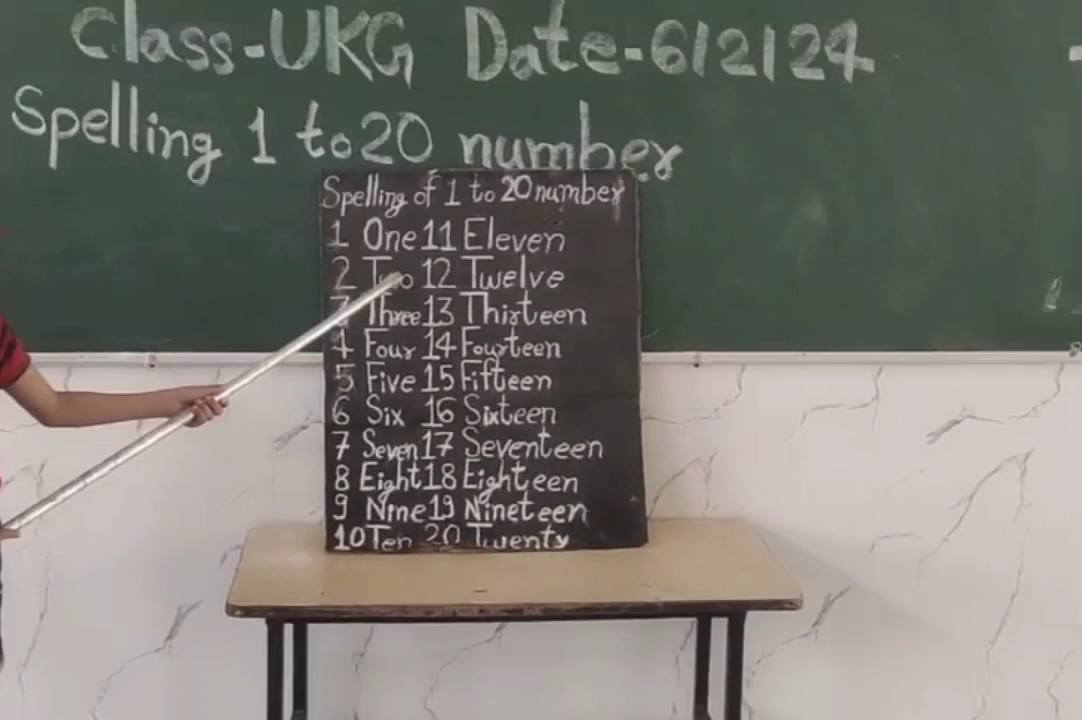 Class-UKG Date-6/2/24
Spelling 1 to 20 number
Spelling of 1 to 20 number
1 One 11 Eleven
2 Two 12 Twelve
3 Three 13 Thirteen
4 Four 14 Fourteen
5 Five 15 Fifteen
6 Six 16 Sixteen
7 Seven 17 Seventeen
8 Eight 18 Eighteen
9 Nine 19 Nineteen
10 Ten 20 Twenty